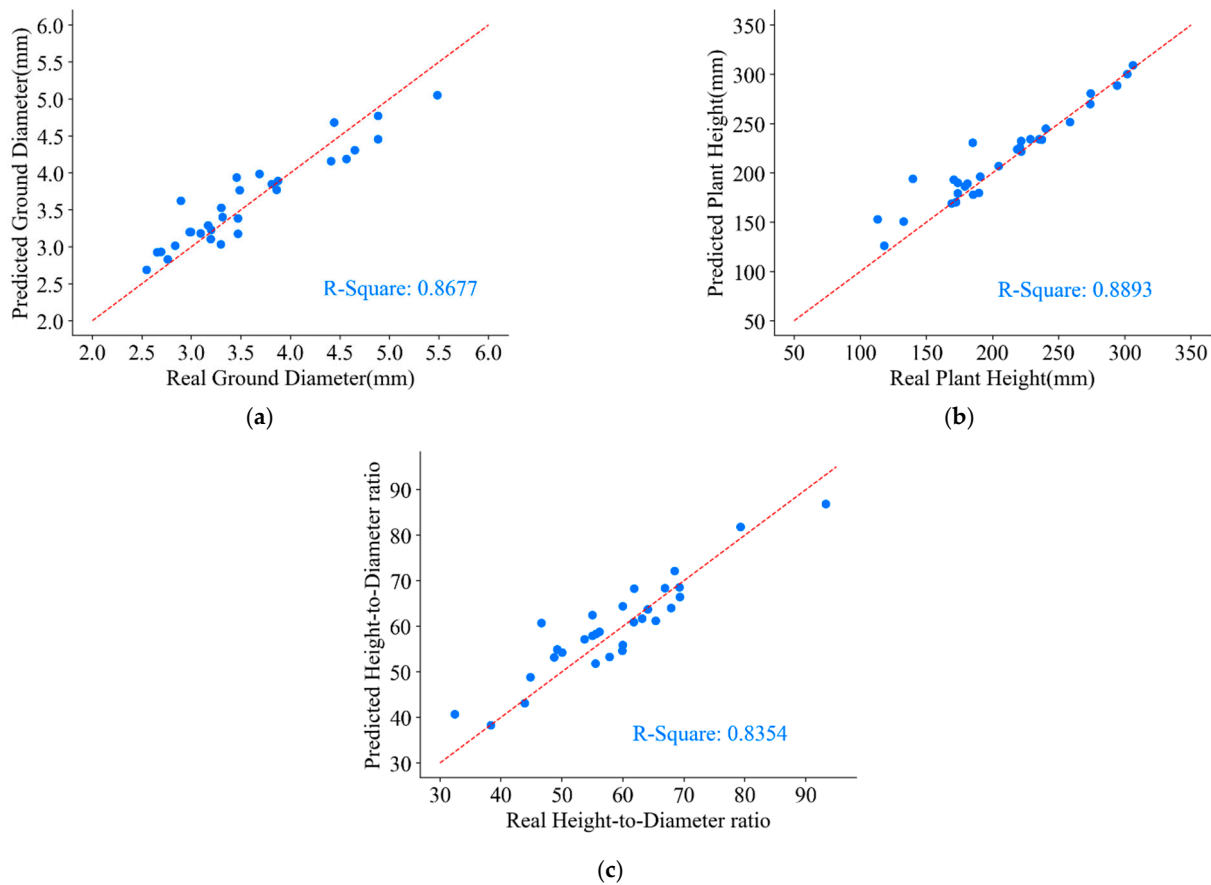 6.0
5.5
5.0
4.5
4.0
3.5
3.0
2.5
2.0
Predicted Ground Diameter(mm)
R-Square: 0.8677
2.0 2.5 3.0 3.5 4.0 4.5 5.0 5.5 6.0
Real Ground Diameter(mm)
(a)
350
300
250
200
150
100
50
Predicted Plant Height(mm)
R-Square: 0.8893
50 100 150 200 250 300 350
Real Plant Height(mm)
(b)
90
80
70
60
50
40
30
Predicted Height-to-Diameter ratio
R-Square: 0.8354
30 40 50 60 70 80 90
Real Height-to-Diameter ratio
(c)